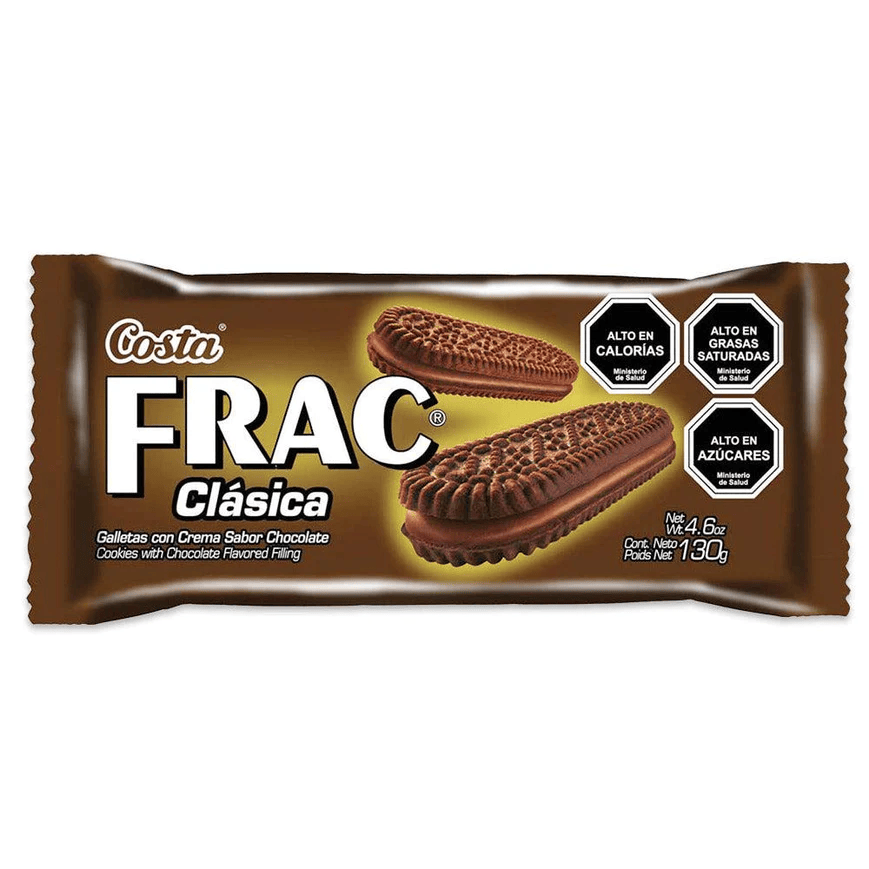 Costa®
FRAC®
Clásica
Galletas con Crema Sabor Chocolate
Cookies with Chocolate Flavored Filling
ALTO EN
CALORÍAS
Ministerio
de Salud
ALTO EN
GRASAS
SATURADAS
Ministerio
de Salud
ALTO EN
AZÚCARES
Ministerio
de Salud
Net
Wt. 4.6oz
Cont. Neto
Poids Net 130g